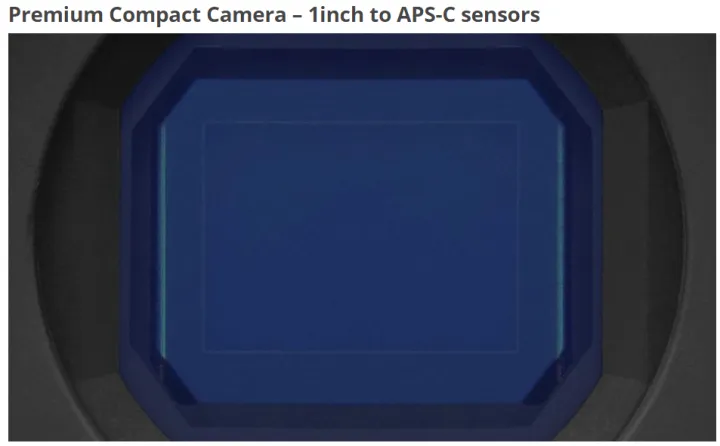 Premium Compact Camera – 1inch to APS-C sensors